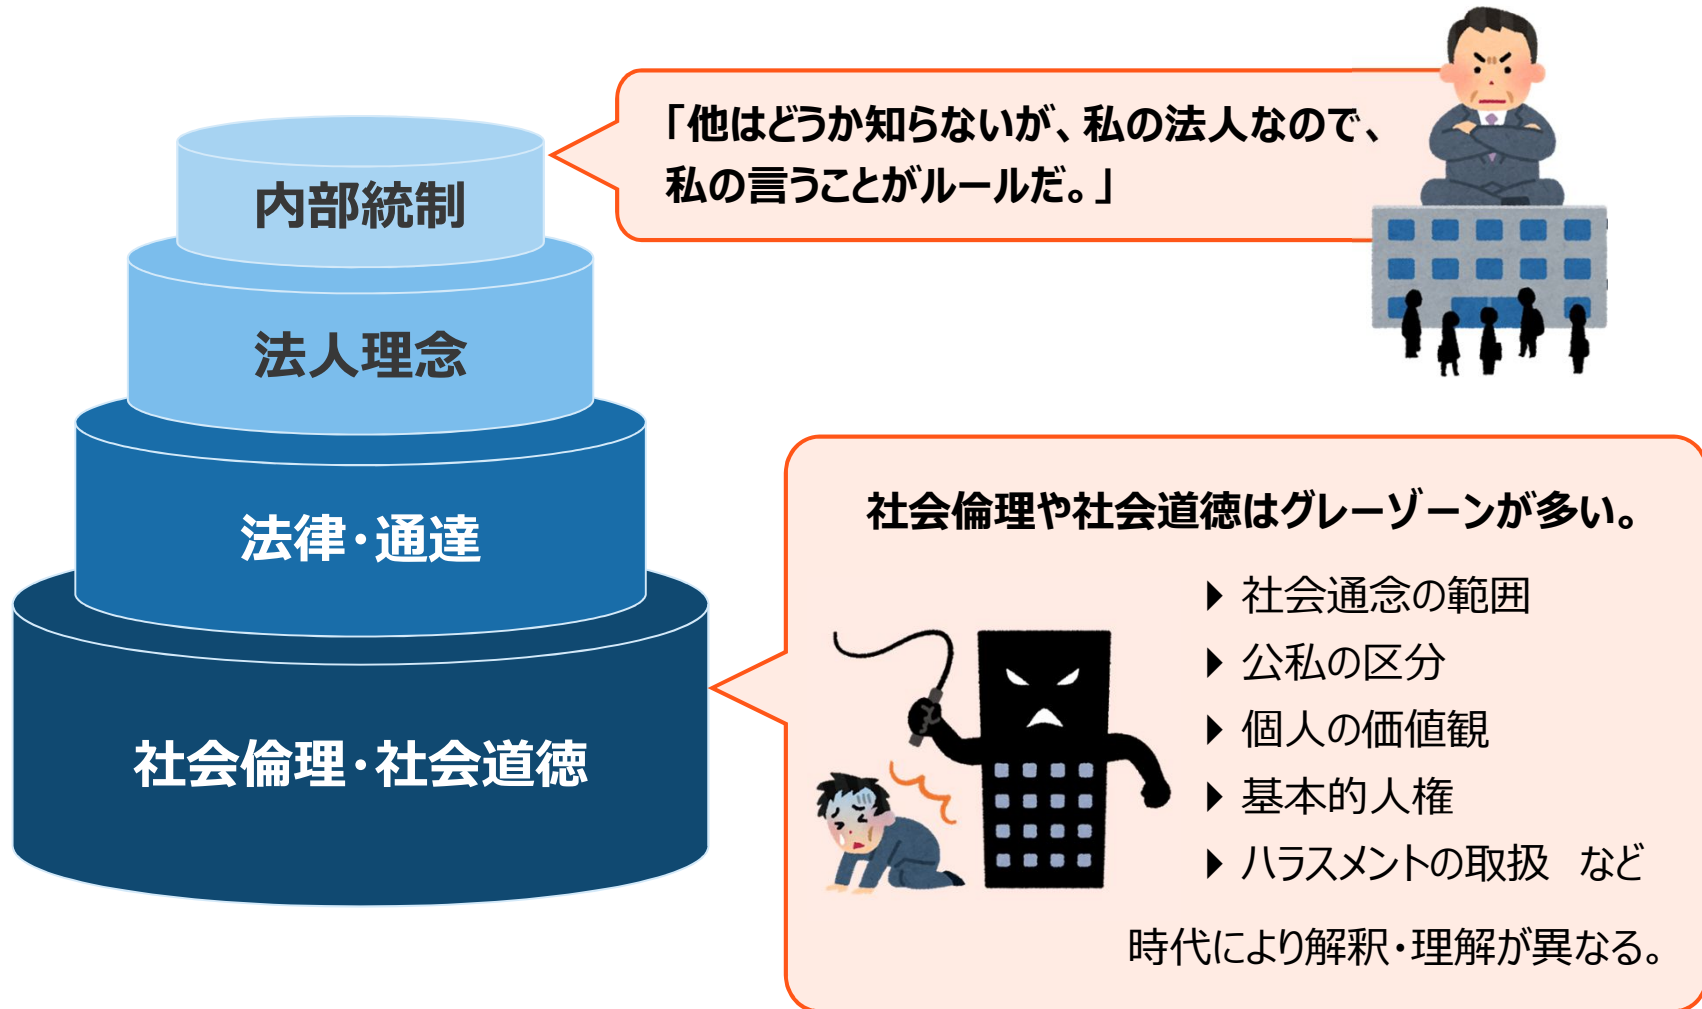 内部統制
法人理念
法律・通達
社会倫理・社会道徳
「他はどうか知らないが、私の法人なので、
私の言うことがルールだ。」
社会倫理や社会道徳はグレーゾーンが多い。
社会通念の範囲
公私の区分
個人の価値観
基本的人権
ハラスメントの取扱　など
時代により解釈・理解が異なる。